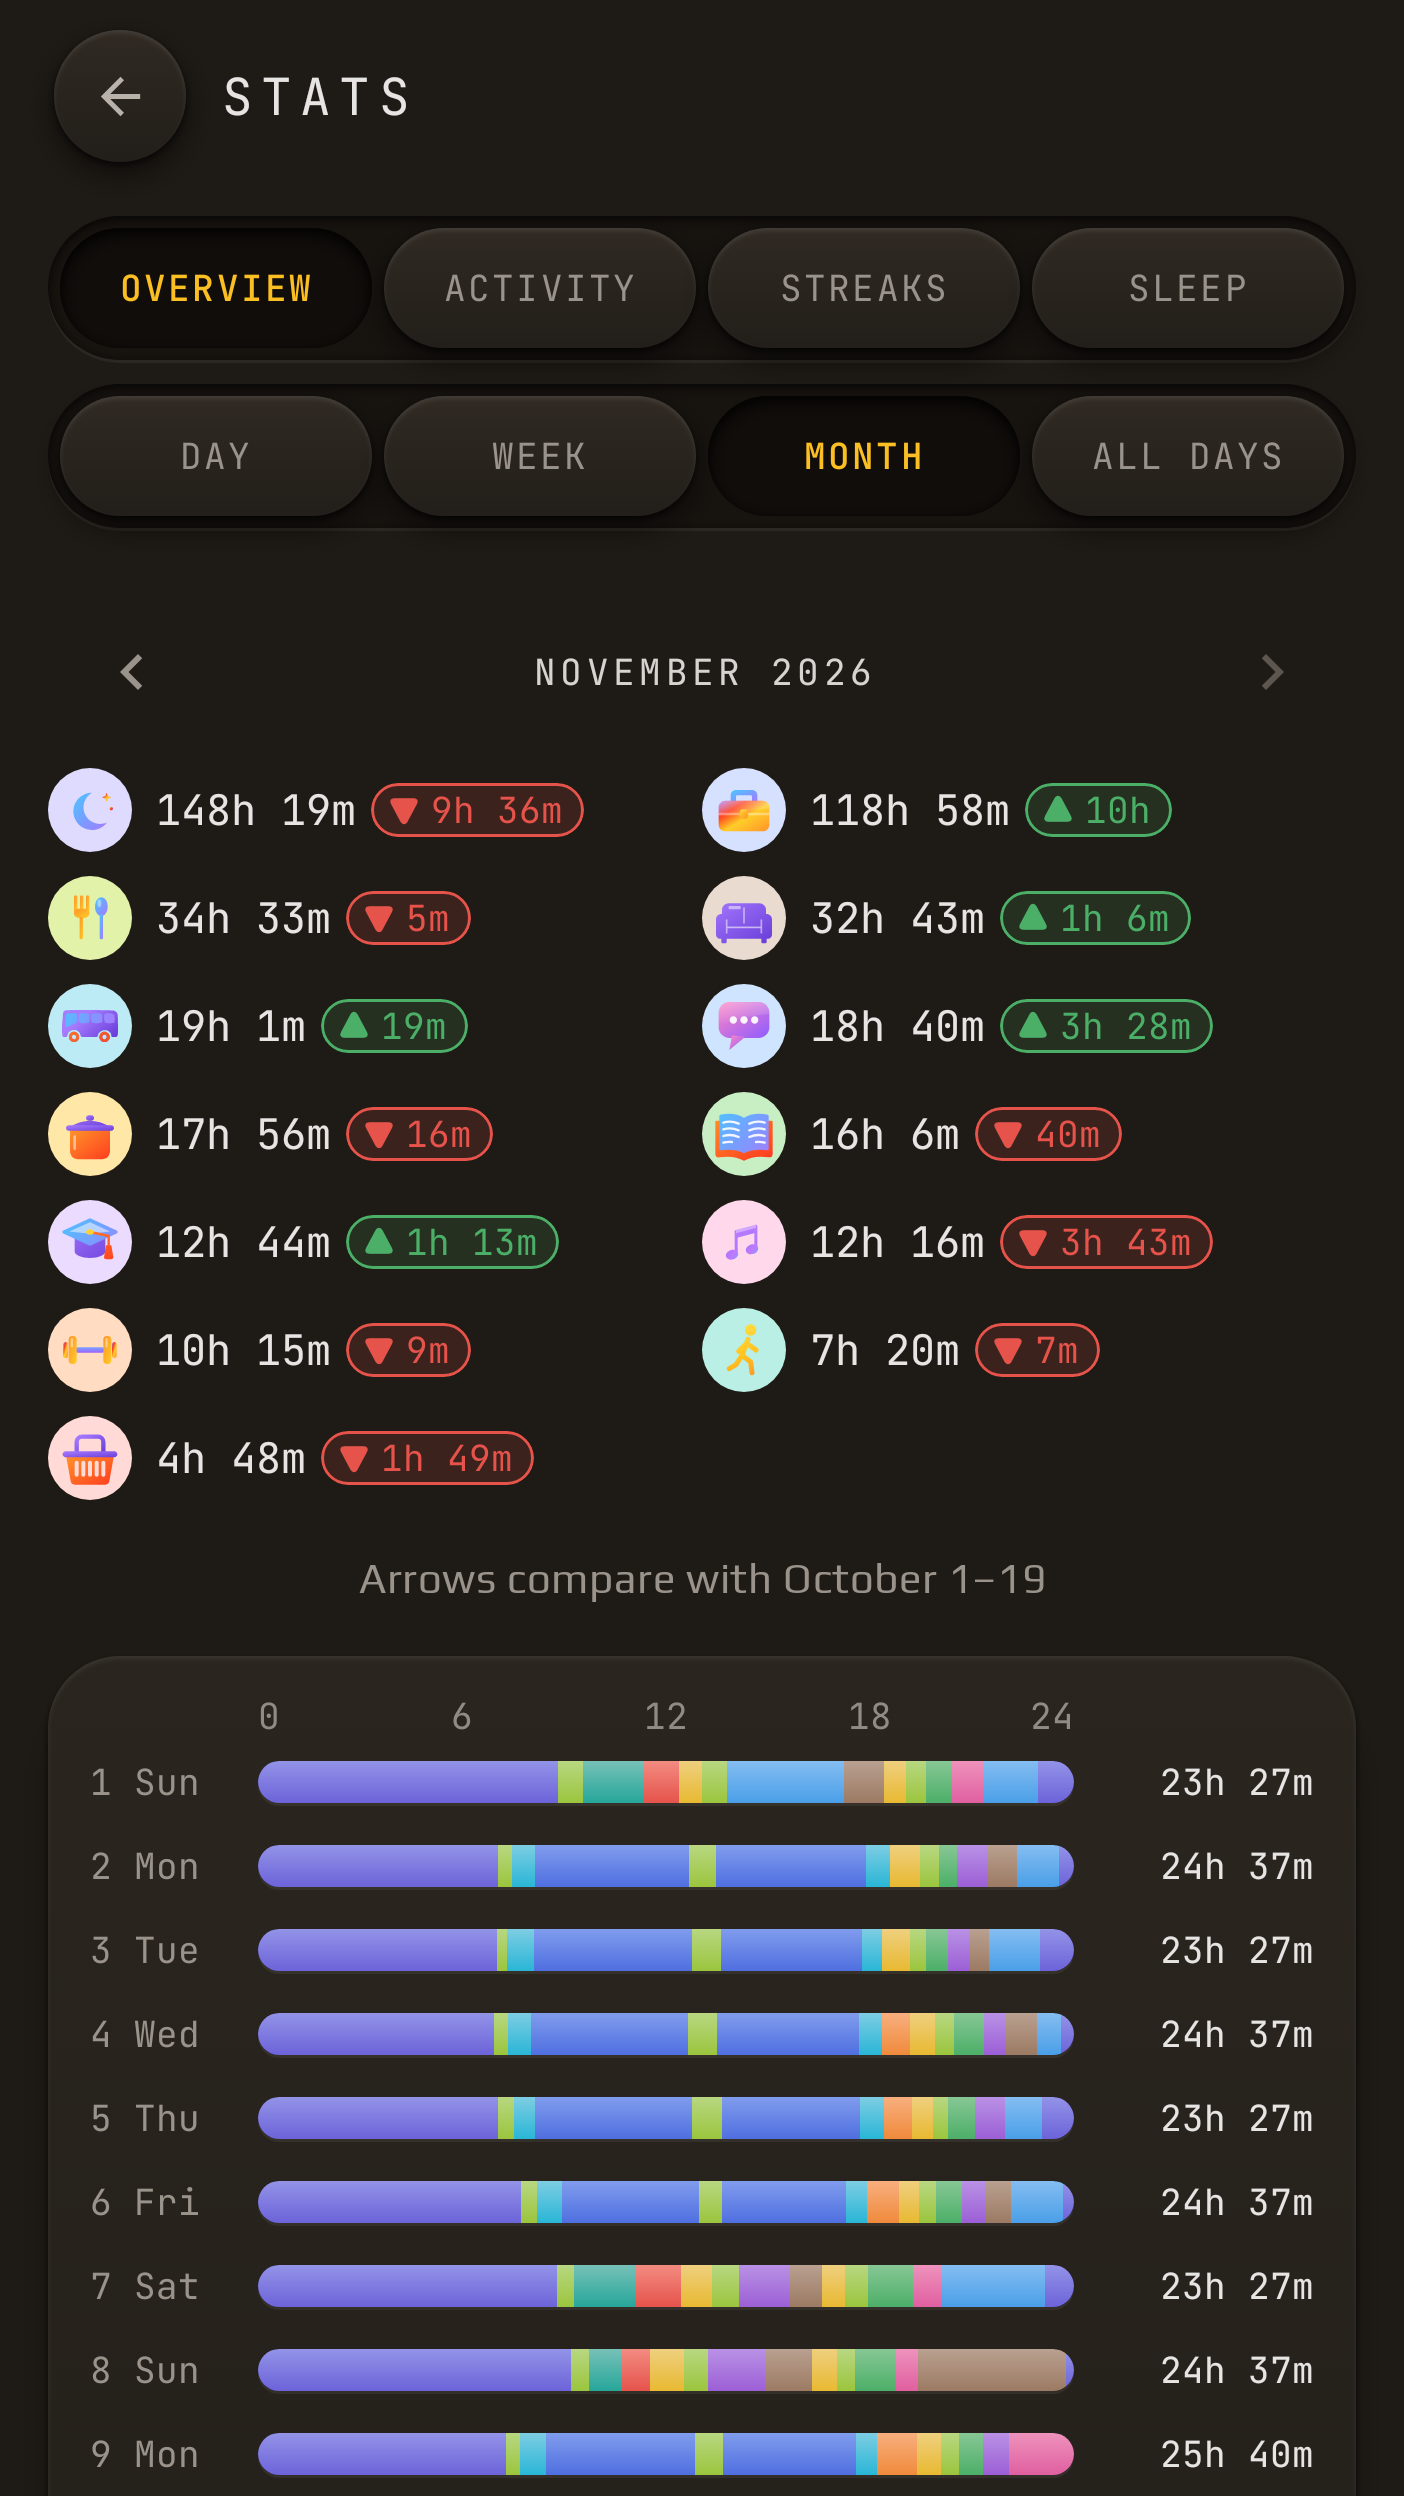 STATS
OVERVIEW ACTIVITY STREAKS SLEEP
DAY WEEK MONTH ALL DAYS
NOVEMBER 2026
148h 19m 9h 36m 118h 58m 10h
34h 33m 5m 32h 43m 1h 6m
19h 1m 19m 18h 40m 3h 28m
17h 56m 16m 16h 6m 40m
12h 44m 1h 13m 12h 16m 3h 43m
10h 15m 9m 7h 20m 7m
4h 48m 1h 49m
Arrows compare with October 1–19
0 6 12 18 24
1 Sun 23h 27m
2 Mon 24h 37m
3 Tue 23h 27m
4 Wed 24h 37m
5 Thu 23h 27m
6 Fri 24h 37m
7 Sat 23h 27m
8 Sun 24h 37m
9 Mon 25h 40m